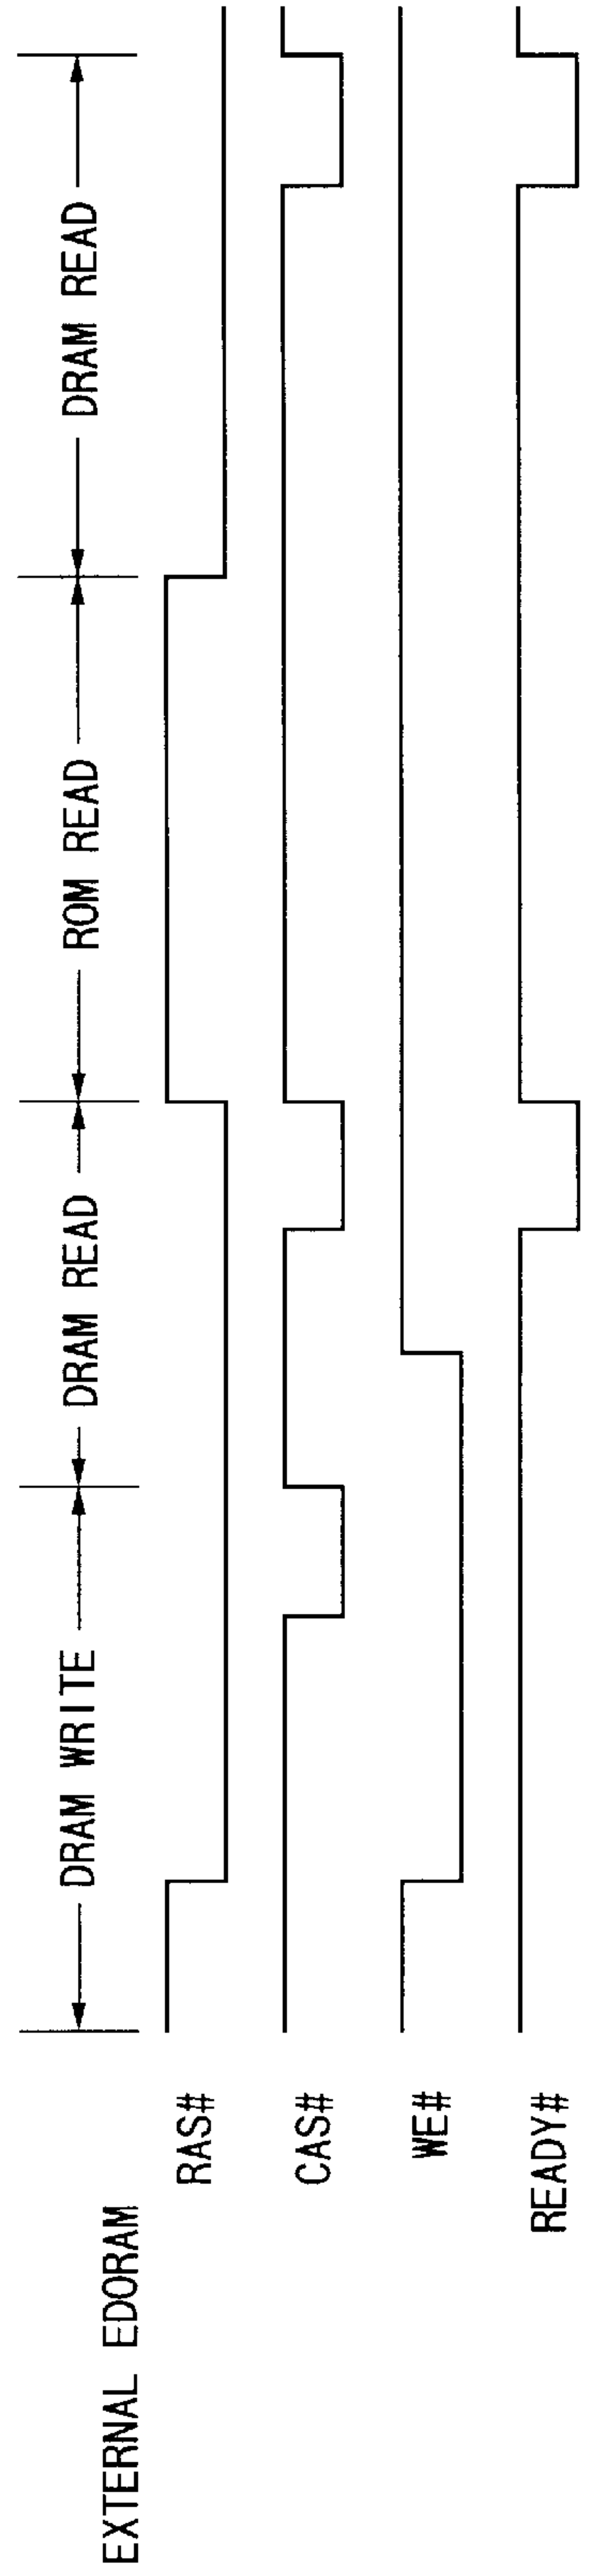 EXTERNAL EDORAM
DRAM WRITE
DRAM READ
ROM READ
DRAM READ
RAS#
CAS#
WE#
READY#